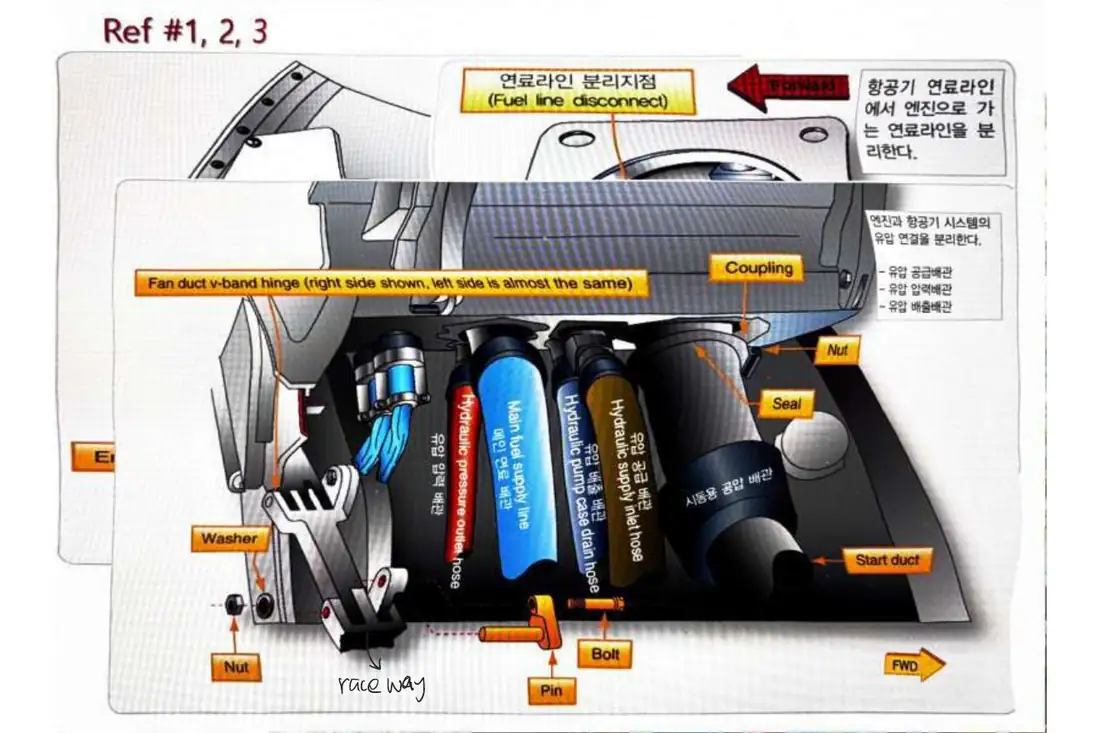 Ref #1, 2, 3
연료라인 분리지점
(Fuel line disconnect)
Forward
항공기 연료라인
에서 엔진으로 가
는 연료라인을 분
리한다.
엔진과 항공기 시스템의
유압 연결을 분리한다.
- 유압 공급배관
- 유압 압력배관
- 유압 배출배관
Fan duct v-band hinge (right side shown, left side is almost the same)
Coupling
Nut
Seal
유압 압력 배관
Hydraulic pressure outlet hose
Main fuel supply line
메인 연료 배관
Hydraulic pump case drain hose
유압 배출 배관
유압 공급 배관
Hydraulic supply inlet hose
시동용 공압 배관
Start duct
Washer
Nut
Bolt
Pin
race way
FWD